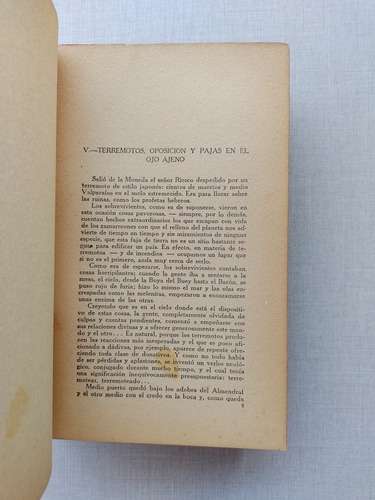 V.—TERREMOTOS, OPOSICION Y PAJAS EN EL
OJO AJENO
Salió de la Moneda el señor Riesco despedido por un
terremoto de estilo japonés: cientos de muertos y medio
Valparaíso en el suelo estremecido. Era para llorar sobre
las ruinas, como los profetas hebreos.
Los sobrevivientes, como es de suponerse, vieron en
esta ocasión cosas pavorosas, — siempre, por lo demás,
cuentan hechos extraordinarios los que escapan con vida
de los zamarreones con que el relleno del planeta nos ad-
vierte de tiempo en tiempo y sin miramientos de ninguna
especie, que esta faja de tierra no es un sitio bastante se-
guro para edificar un país. En efecto, en materia de te-
rremotos — y de incendios — ocupamos un lugar que
si no es el primero, anda muy cerca de serlo.
Como era de esperarse, los sobrevivientes contaban
cosas horripilantes: cuando la gente iba a sentarse a la
mesa, el cielo, desde la Hoya del Buey hasta el Barón, se
puso rojo de furia; hizo lo mismo el mar y las olas en-
crespadas como las melenitas, empezaron a encaramarse
unas encima de las otras.
Creyendo que es en el cielo donde está el dispositi-
vo de estas cosas, la gente, completamente olvidada de
culpas y cuentas pendientes, comenzó a empeñarse con
sus relaciones divinas y a ofrecer generosamente este mun-
do y el otro... Es natural, porque los terremotos produ-
cen las reacciones más inesperadas y el que es poco afi-
cionado a dádivas, por ejemplo, aparece de repente ofre-
ciendo toda clase de donativos. Y como no todo había
de ser pérdidas y aplastones, se inventó un verbo neoló-
gico, conjugado durante mucho tiempo, y el cual tenía
una significación inequívocamente presupuestaria: terre-
motear, terremoteado...
Medio puerto quedó bajo los adobes del Almendral
y el otro medio con el credo en la boca y, como queda